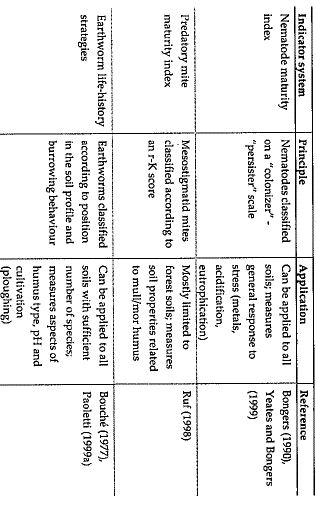 Indicator system Principle Application Reference
Nematode maturity Nematodes classified Can be applied to all Bongers (1990),
index on a "colonizer" - soils; measures Yeates and Bongers
"persister" scale general response to (1999)
stress (metals,
acidification,
eutrophication)
Predatory mite Mesostigmatid mites Mostly limited to Ruf (1998)
maturity index classified according to forest soils; measures
an r-K score soil properties related
to mull/mor humus
Earthworm life-history Earthworms classified Can be applied to all Bouché (1977),
strategies according to position soils with sufficient Paoletti (1999a)
in the soil profile and number of species;
burrowing behaviour measures aspects of
humus type, pH and
cultivation
(ploughing)